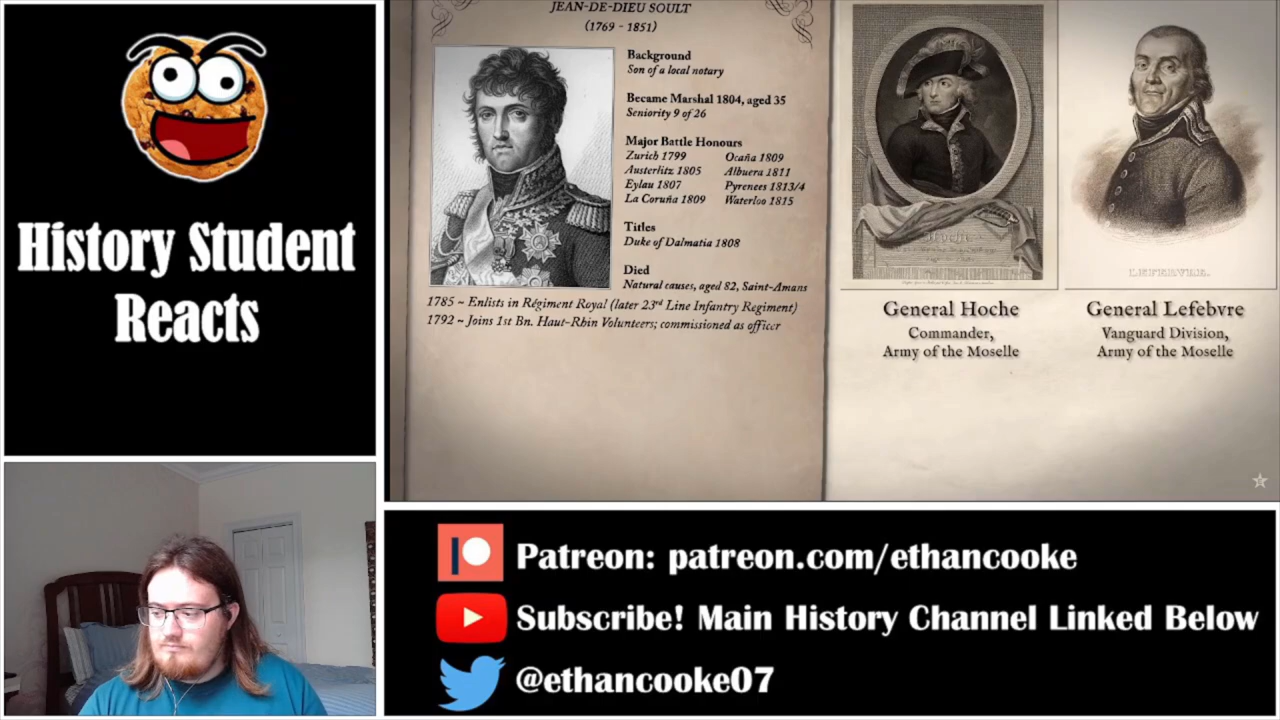 History Student
Reacts
JEAN-DE-DIEU SOULT
(1769 - 1851)
Background
Son of a local notary
Became Marshal 1804, aged 35
Seniority 9 of 26
Major Battle Honours
Zurich 1799
Austerlitz 1805
Eylau 1807
La Coruña 1809
Ocaña 1809
Albuera 1811
Pyrenees 1813/4
Waterloo 1815
Titles
Duke of Dalmatia 1808
Died
Natural causes, aged 82, Saint-Amans
1785 ~ Enlists in Régiment Royal (later 23rd Line Infantry Regiment)
1792 ~ Joins 1st Bn. Haut-Rhin Volunteers; commissioned as officer
HOCHE
General Hoche
Commander,
Army of the Moselle
LEFEBVRE.
General Lefebvre
Vanguard Division,
Army of the Moselle
Patreon: patreon.com/ethancooke
Subscribe! Main History Channel Linked Below
@ethancooke07